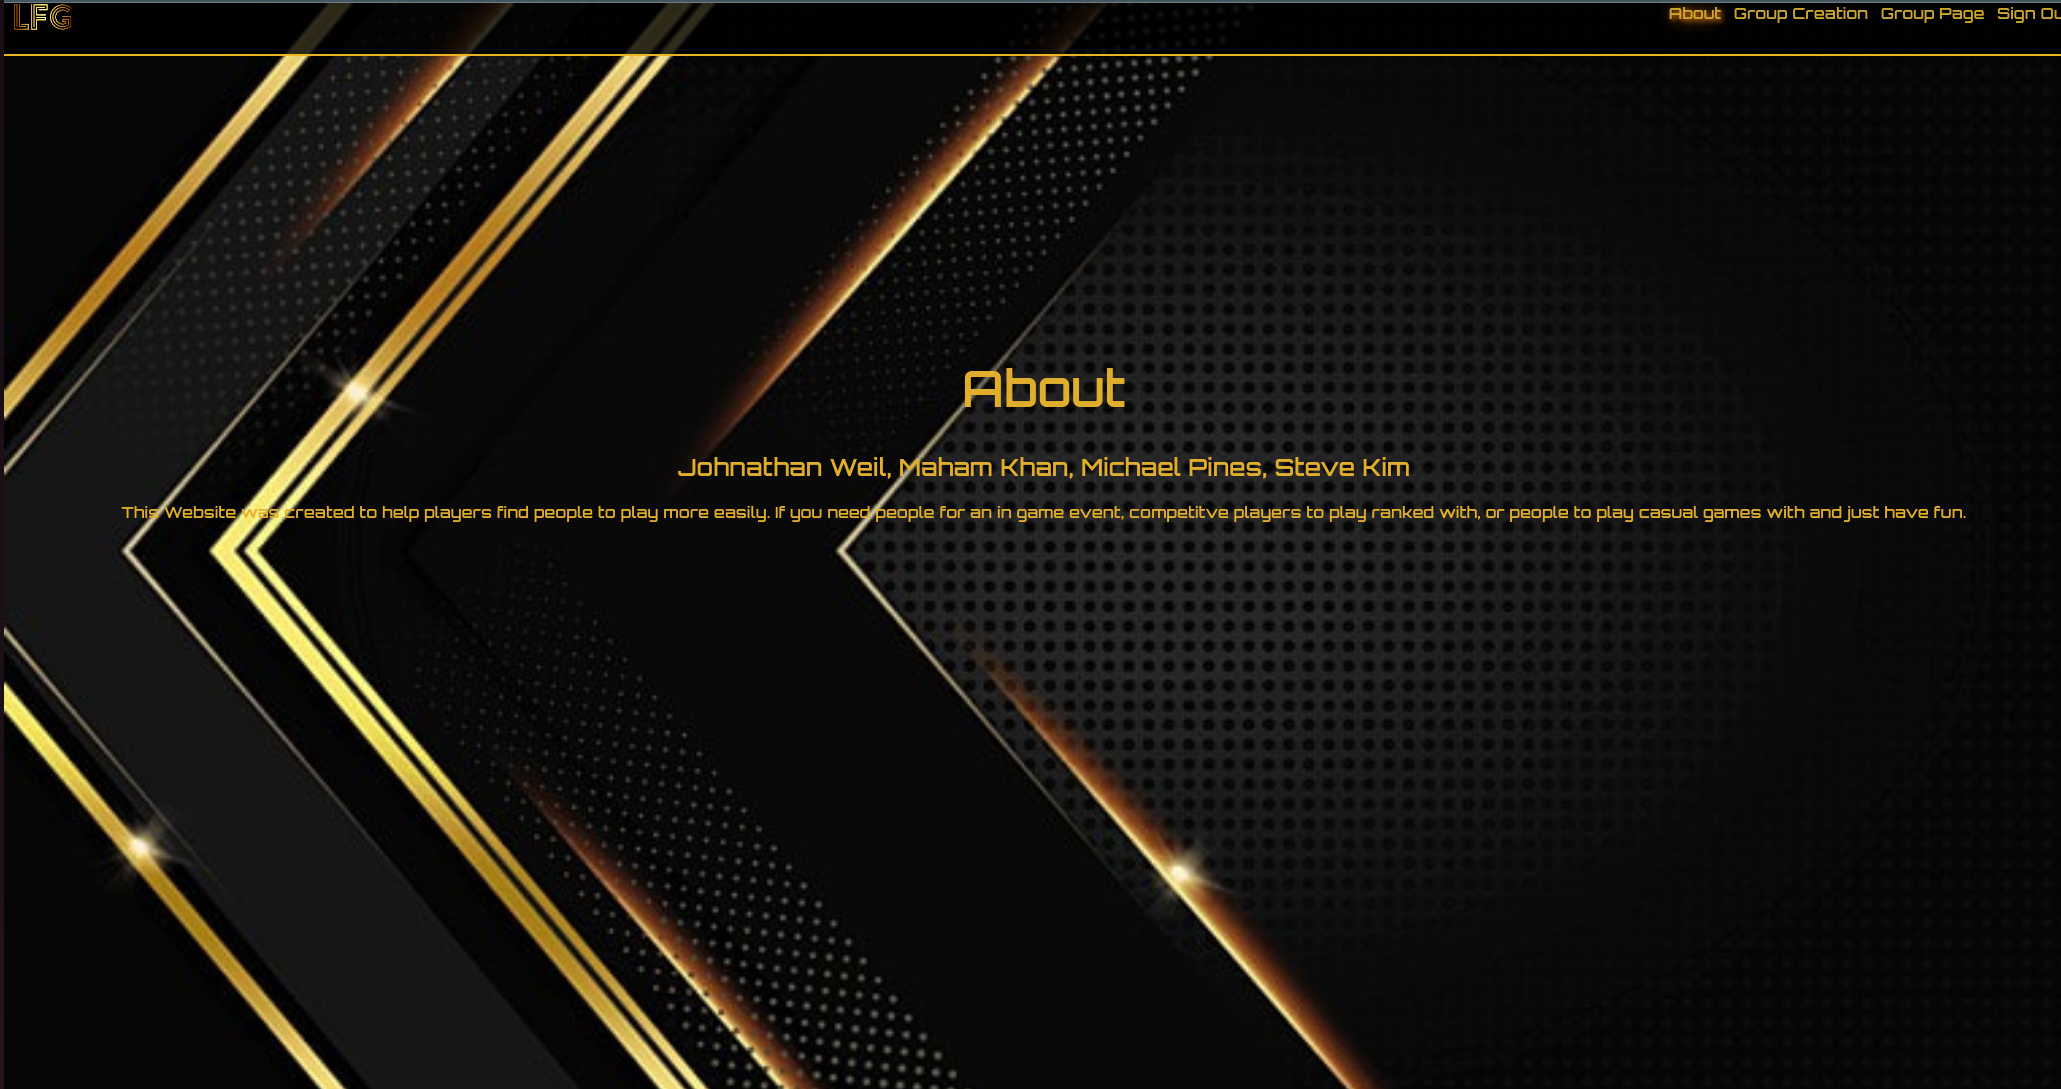 LFG
About Group Creation Group Page Sign Ou
About
Johnathan Weil, Maham Khan, Michael Pines, Steve Kim
This Website was created to help players find people to play more easily. If you need people for an in game event, competitve players to play ranked with, or people to play casual games with and just have fun.